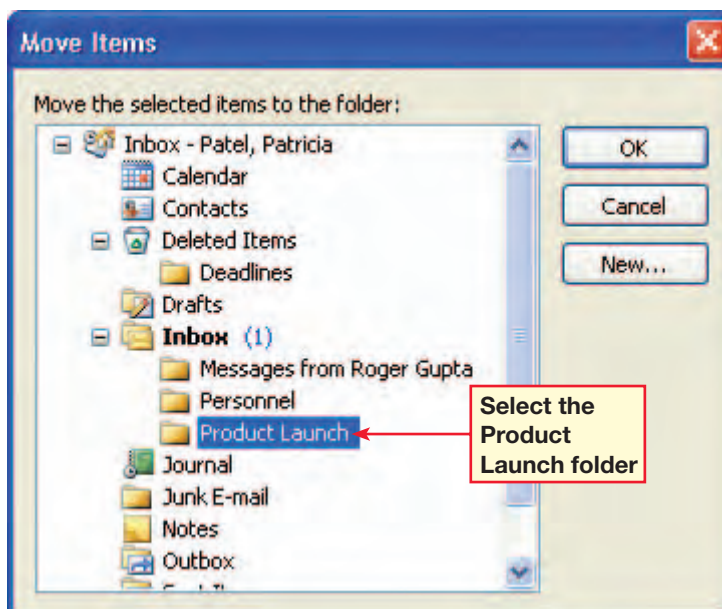 Move Items
Move the selected items to the folder:
Inbox - Patel, Patricia
OK
Calendar
Contacts
Cancel
Deleted Items
Deadlines
New...
Drafts
Inbox (1)
Messages from Roger Gupta
Personnel
Product Launch
Select the
Product
Launch folder
Journal
Junk E-mail
Notes
Outbox